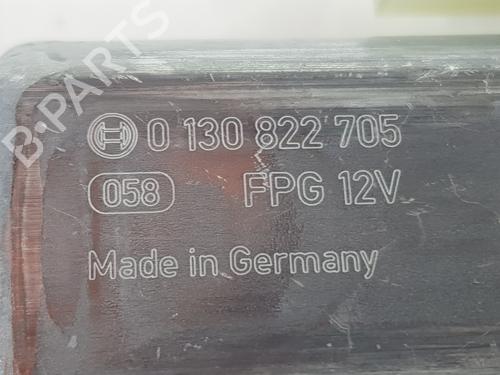 B-PARTS
0 130 822 705
058 FPG 12V
Made in Germany